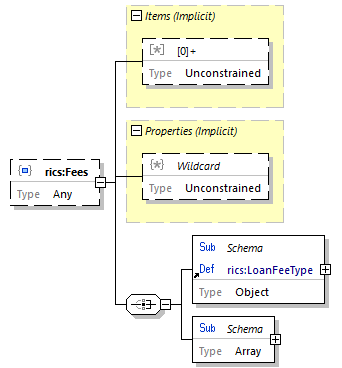 Items (Implicit)
[0]+
Type Unconstrained
Properties (Implicit)
Wildcard
Type Unconstrained
rics:Fees
Type Any
Sub Schema
Def rics:LoanFeeType
Type Object
Sub Schema
Type Array